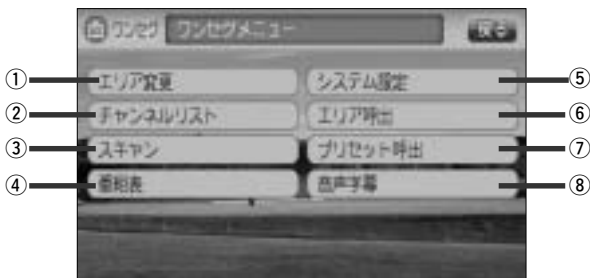 ワンセグ ワンセグメニュー 戻る
① エリア変更 システム設定 ⑤
② チャンネルリスト エリア呼出 ⑥
③ スキャン プリセット呼出 ⑦
④ 番組表 音声字幕 ⑧